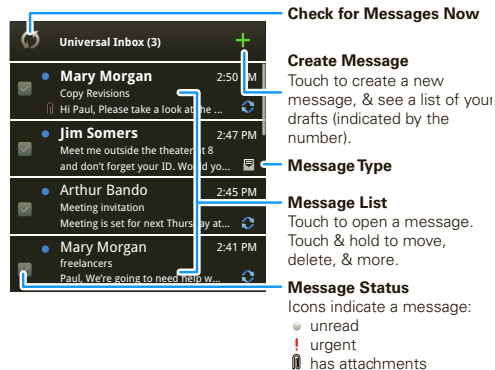 Check for Messages Now
Universal Inbox (3)
Create Message
Touch to create a new
message, & see a list of your
drafts (indicated by the
number).
Mary Morgan 2:50 PM
Copy Revisions
Hi Paul, Please take a look at the ...
Jim Somers 2:47 PM
Meet me outside the theater at 8
and don't forget your ID. Would yo...
Message Type
Arthur Bando 2:45 PM
Meeting invitation
Meeting is set for next Thursday at...
Message List
Touch to open a message.
Touch & hold to move,
delete, & more.
Mary Morgan 2:41 PM
freelancers
Paul, We're going to need help w...
Message Status
Icons indicate a message:
unread
! urgent
has attachments